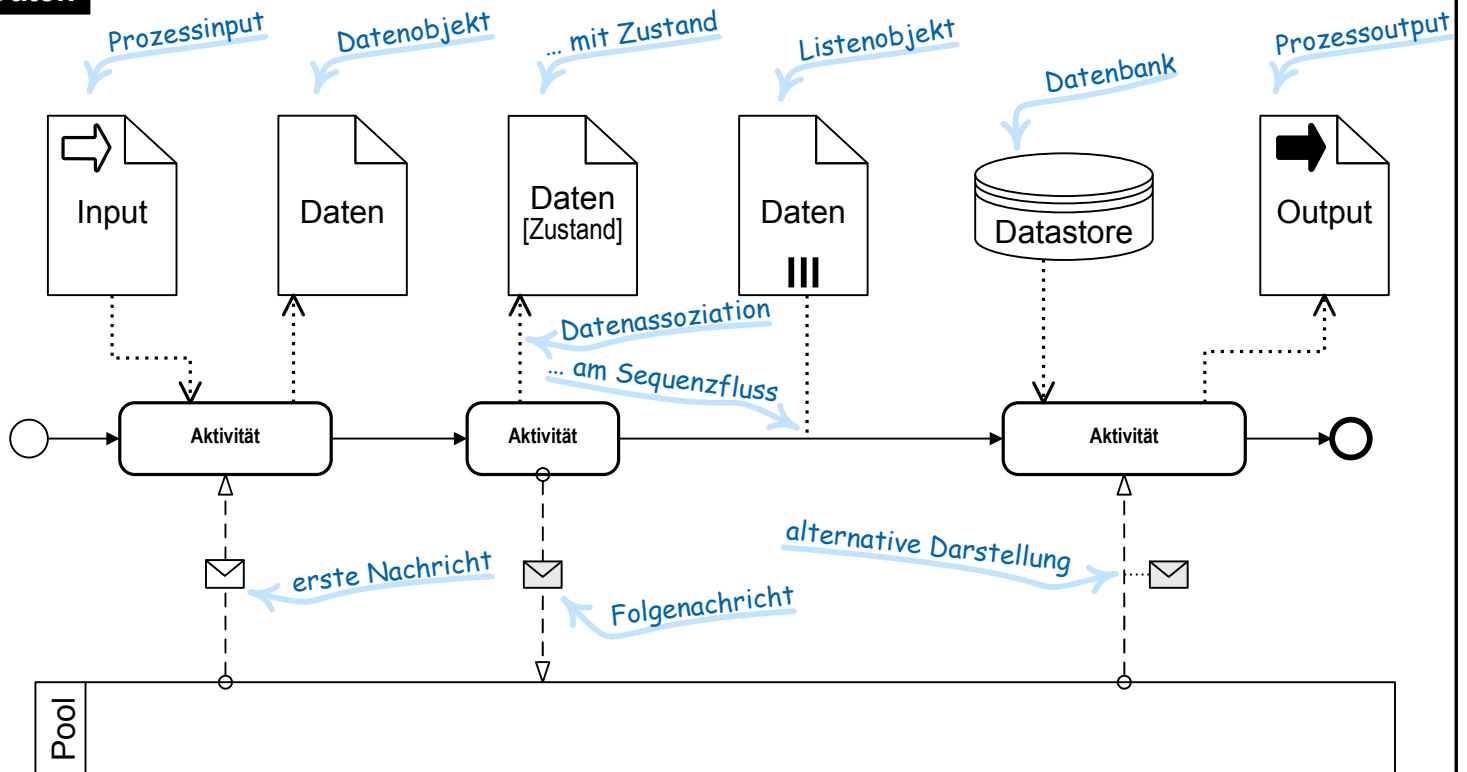 Prozessinput
Datenobjekt
... mit Zustand
Listenobjekt
Datenbank
Prozessoutput
Input
Daten
Daten
[Zustand]
Daten
Datastore
Output
Datenassoziation
... am Sequenzfluss
Aktivität
Aktivität
Aktivität
erste Nachricht
Folgenachricht
alternative Darstellung
Pool